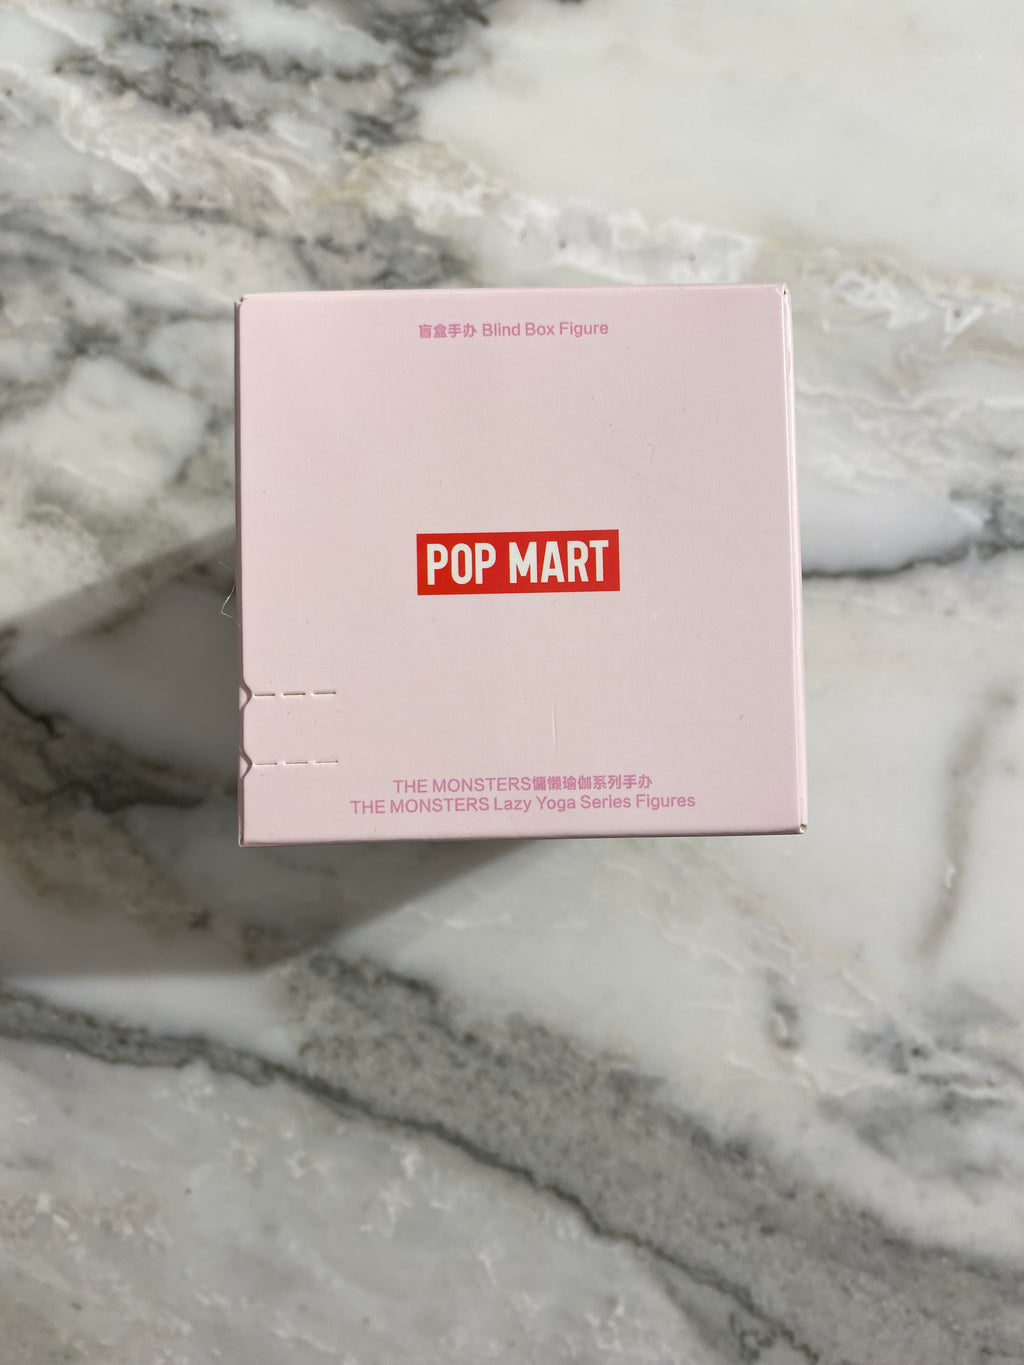 盲盒手办 Blind Box Figure
POP MART
THE MONSTERS慵懒瑜伽系列手办
THE MONSTERS Lazy Yoga Series Figures